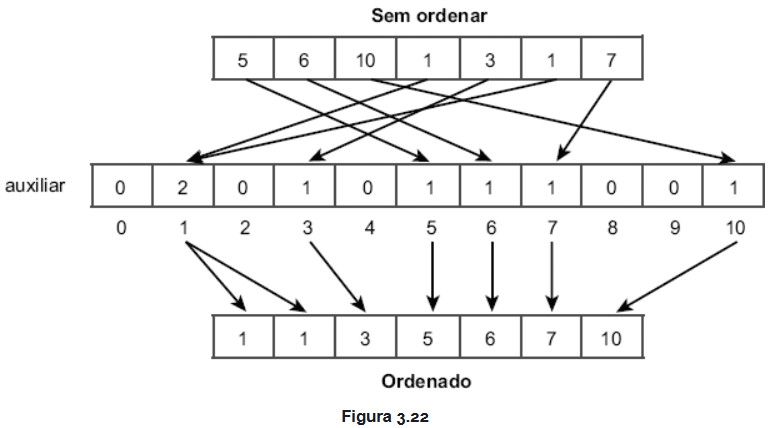 Sem ordenar
5 6 10 1 3 1 7
auxiliar 0 2 0 1 0 1 1 1 0 0 1
0 1 2 3 4 5 6 7 8 9 10
1 1 3 5 6 7 10
Ordenado
Figura 3.22